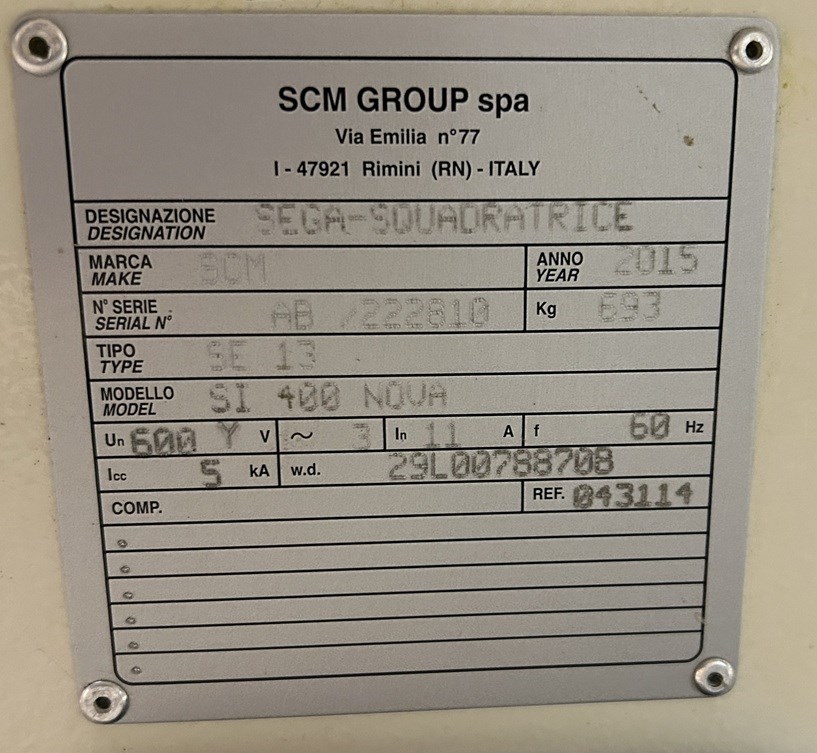 SCM GROUP spa
Via Emilia n°77
I - 47921 Rimini (RN) - ITALY
DESIGNAZIONE
DESIGNATION SEGA-SQUADRATRICE
MARCA
MAKE SCM
ANNO
YEAR 2015
N° SERIE
SERIAL N° AB /222810
Kg 693
TIPO
TYPE SE 13
MODELLO
MODEL SI 400 NOVA
Un 600 Y V ~ 3 In 11 A f 60 Hz
Icc 5 kA w.d. 29L00788708
COMP. REF. 043114